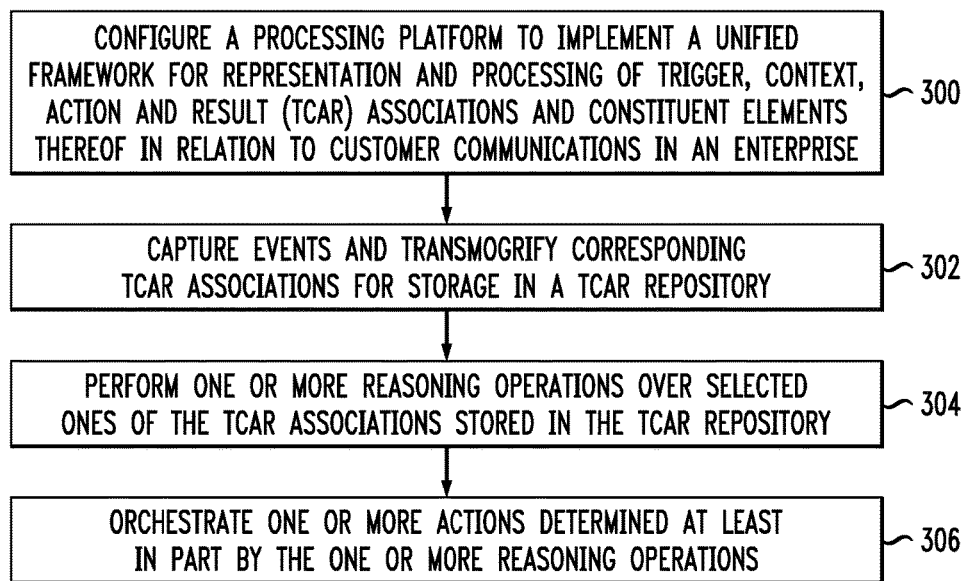 CONFIGURE A PROCESSING PLATFORM TO IMPLEMENT A UNIFIED
FRAMEWORK FOR REPRESENTATION AND PROCESSING OF TRIGGER, CONTEXT,
ACTION AND RESULT (TCAR) ASSOCIATIONS AND CONSTITUENT ELEMENTS
THEREOF IN RELATION TO CUSTOMER COMMUNICATIONS IN AN ENTERPRISE
300
CAPTURE EVENTS AND TRANSMOGRIFY CORRESPONDING
TCAR ASSOCIATIONS FOR STORAGE IN A TCAR REPOSITORY
302
PERFORM ONE OR MORE REASONING OPERATIONS OVER SELECTED
ONES OF THE TCAR ASSOCIATIONS STORED IN THE TCAR REPOSITORY
304
ORCHESTRATE ONE OR MORE ACTIONS DETERMINED AT LEAST
IN PART BY THE ONE OR MORE REASONING OPERATIONS
306